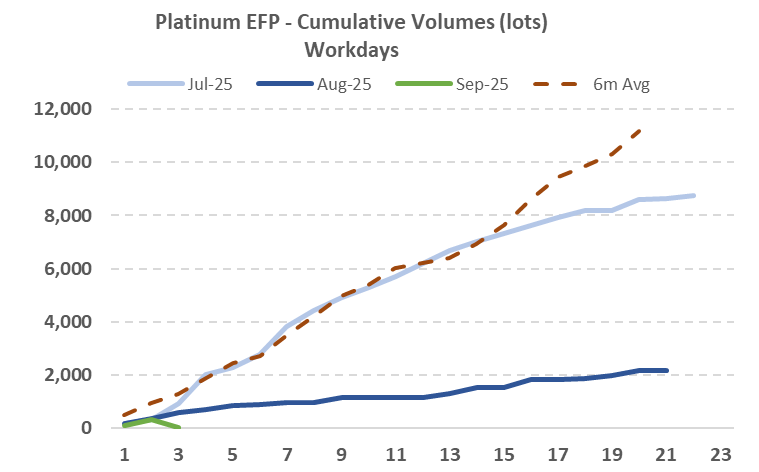 Platinum EFP - Cumulative Volumes (lots)
Workdays
Jul-25 Aug-25 Sep-25 6m Avg
12,000
10,000
8,000
6,000
4,000
2,000
0
1 3 5 7 9 11 13 15 17 19 21 23